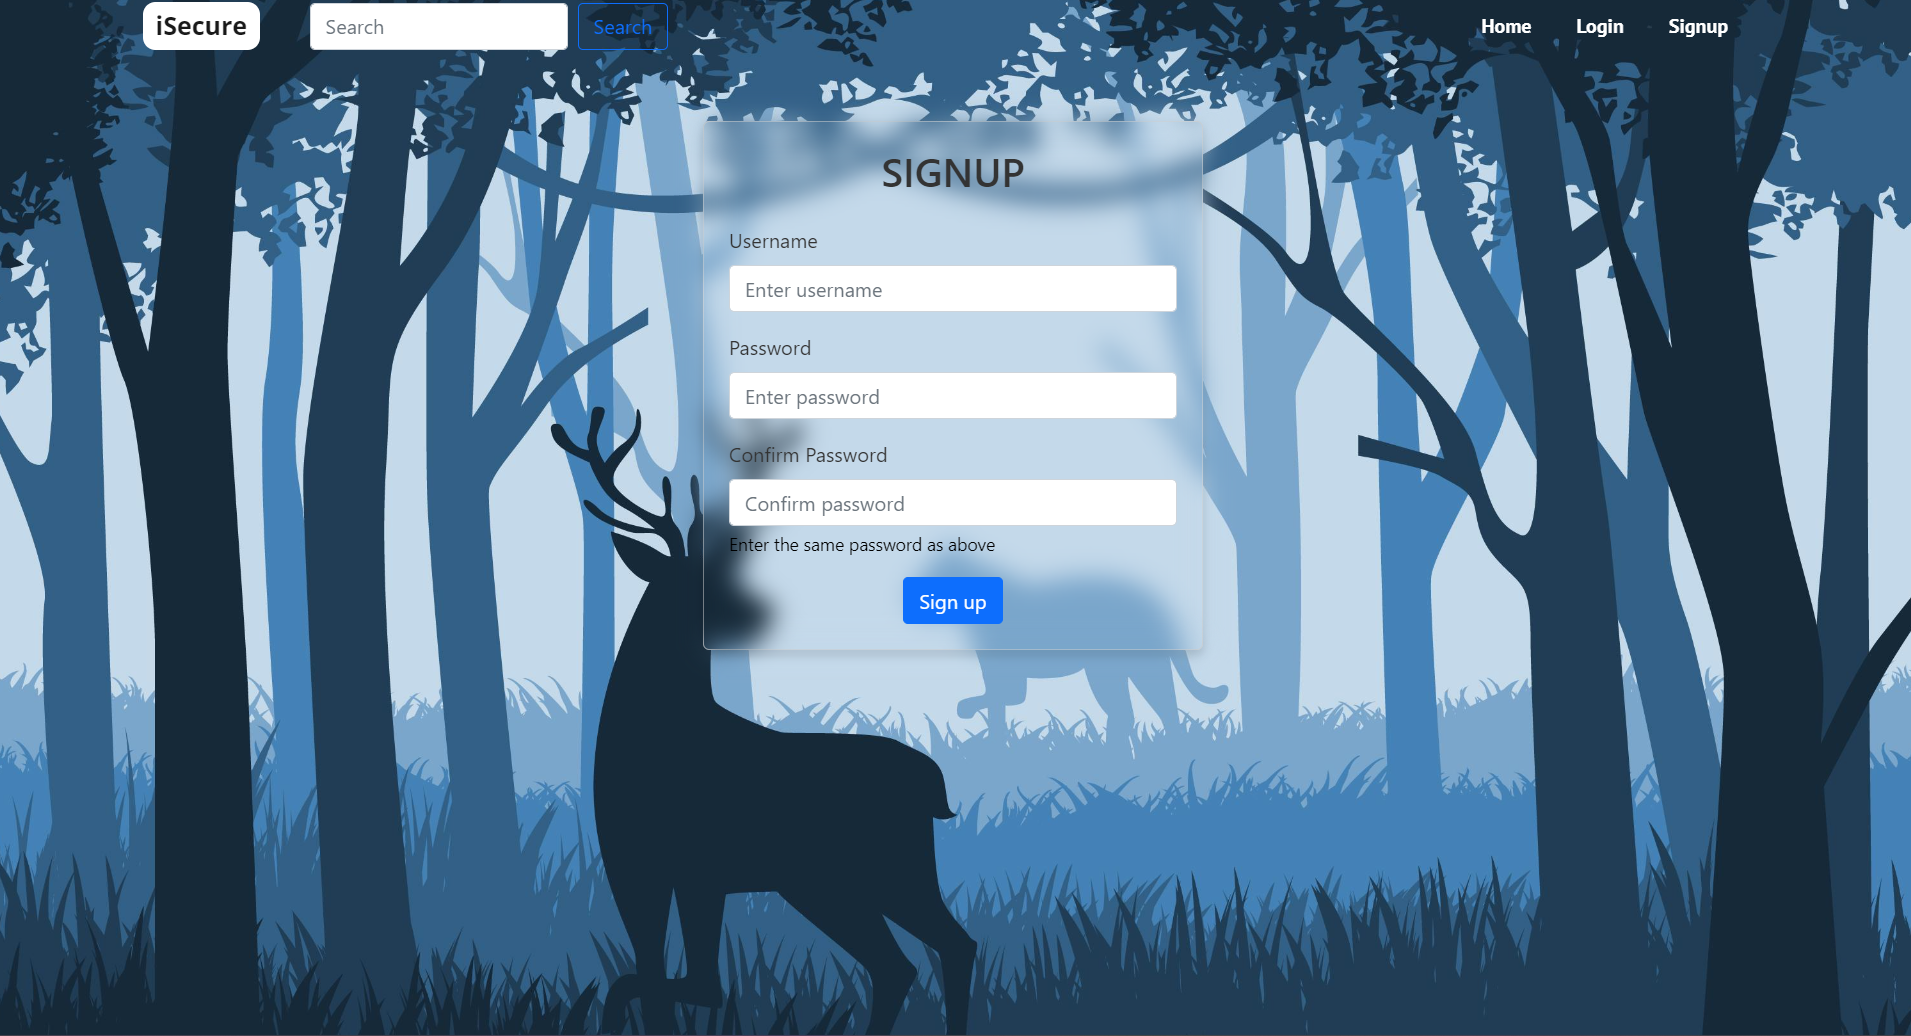 iSecure
Search
Search
Home
Login
Signup
SIGNUP
Username
Enter username
Password
Enter password
Confirm Password
Confirm password
Enter the same password as above
Sign up